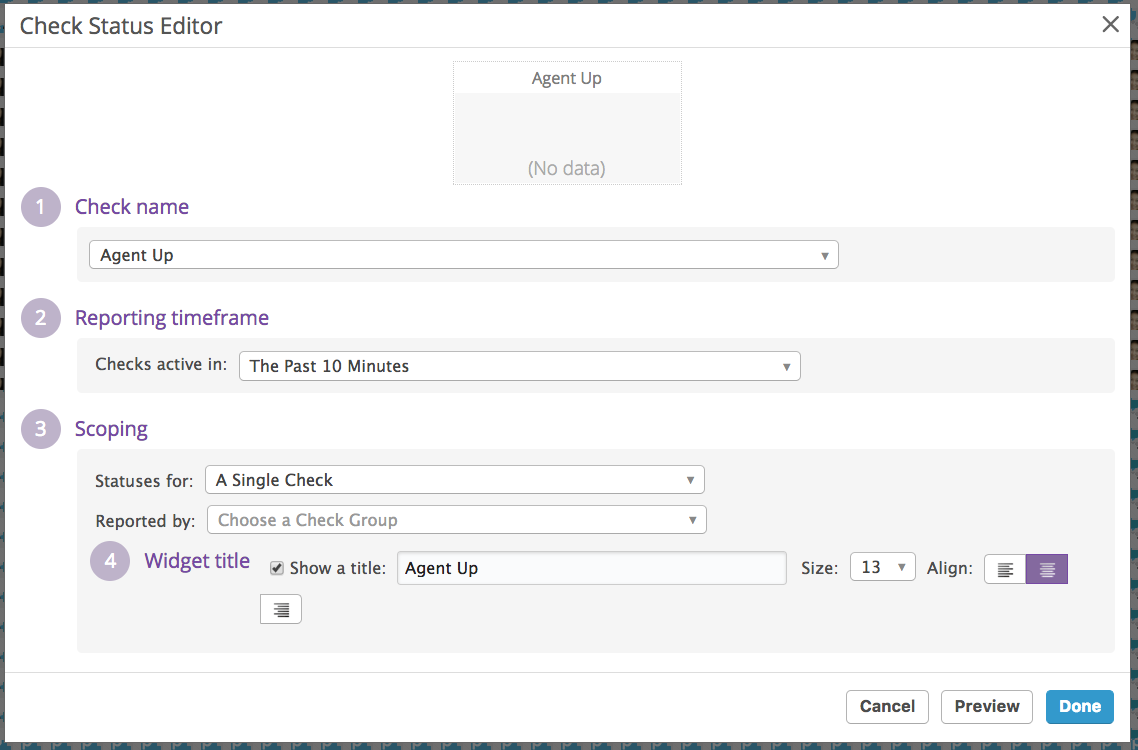 Check Status Editor
Agent Up
(No data)
1 Check name
Agent Up
2 Reporting timeframe
Checks active in: The Past 10 Minutes
3 Scoping
Statuses for: A Single Check
Reported by: Choose a Check Group
4 Widget title Show a title: Agent Up Size: 13 Align:
Cancel Preview Done